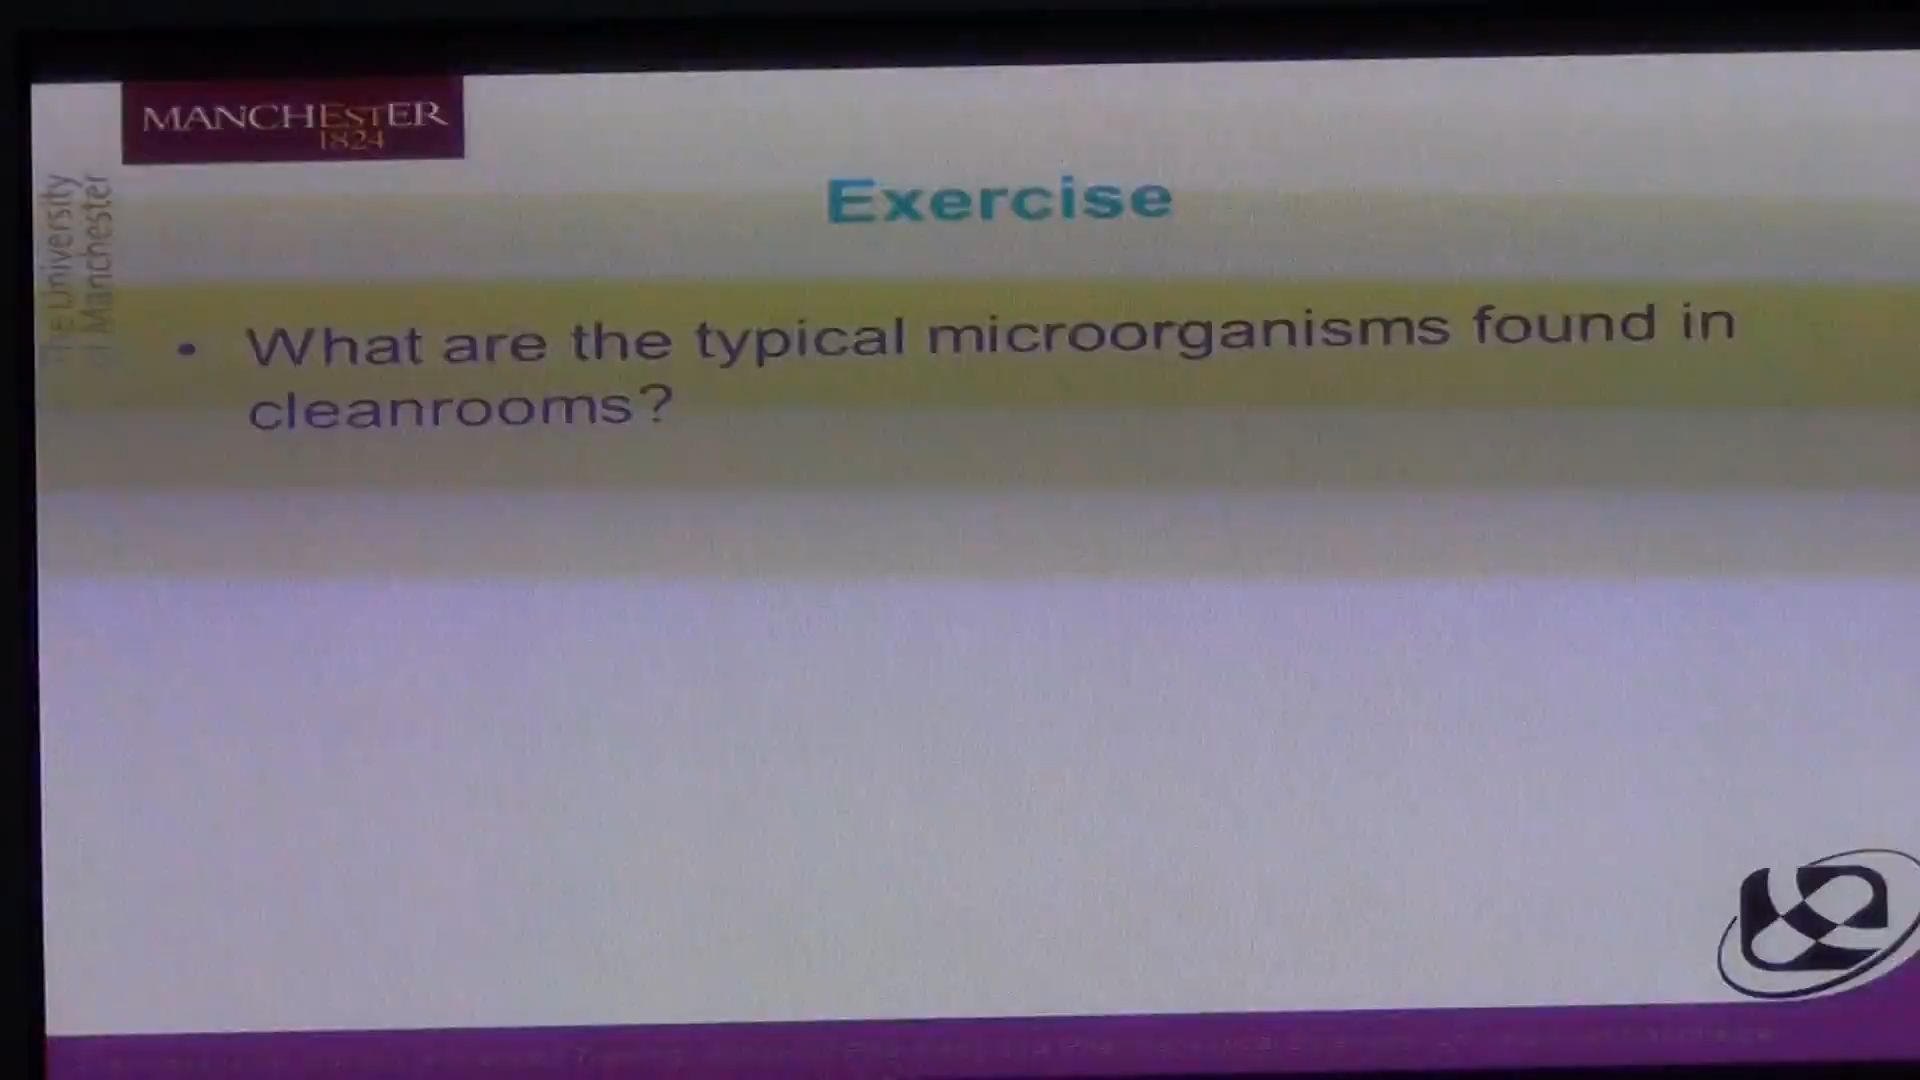 MANCHESTER
1824
The University
of Manchester
Exercise
• What are the typical microorganisms found in
cleanrooms?